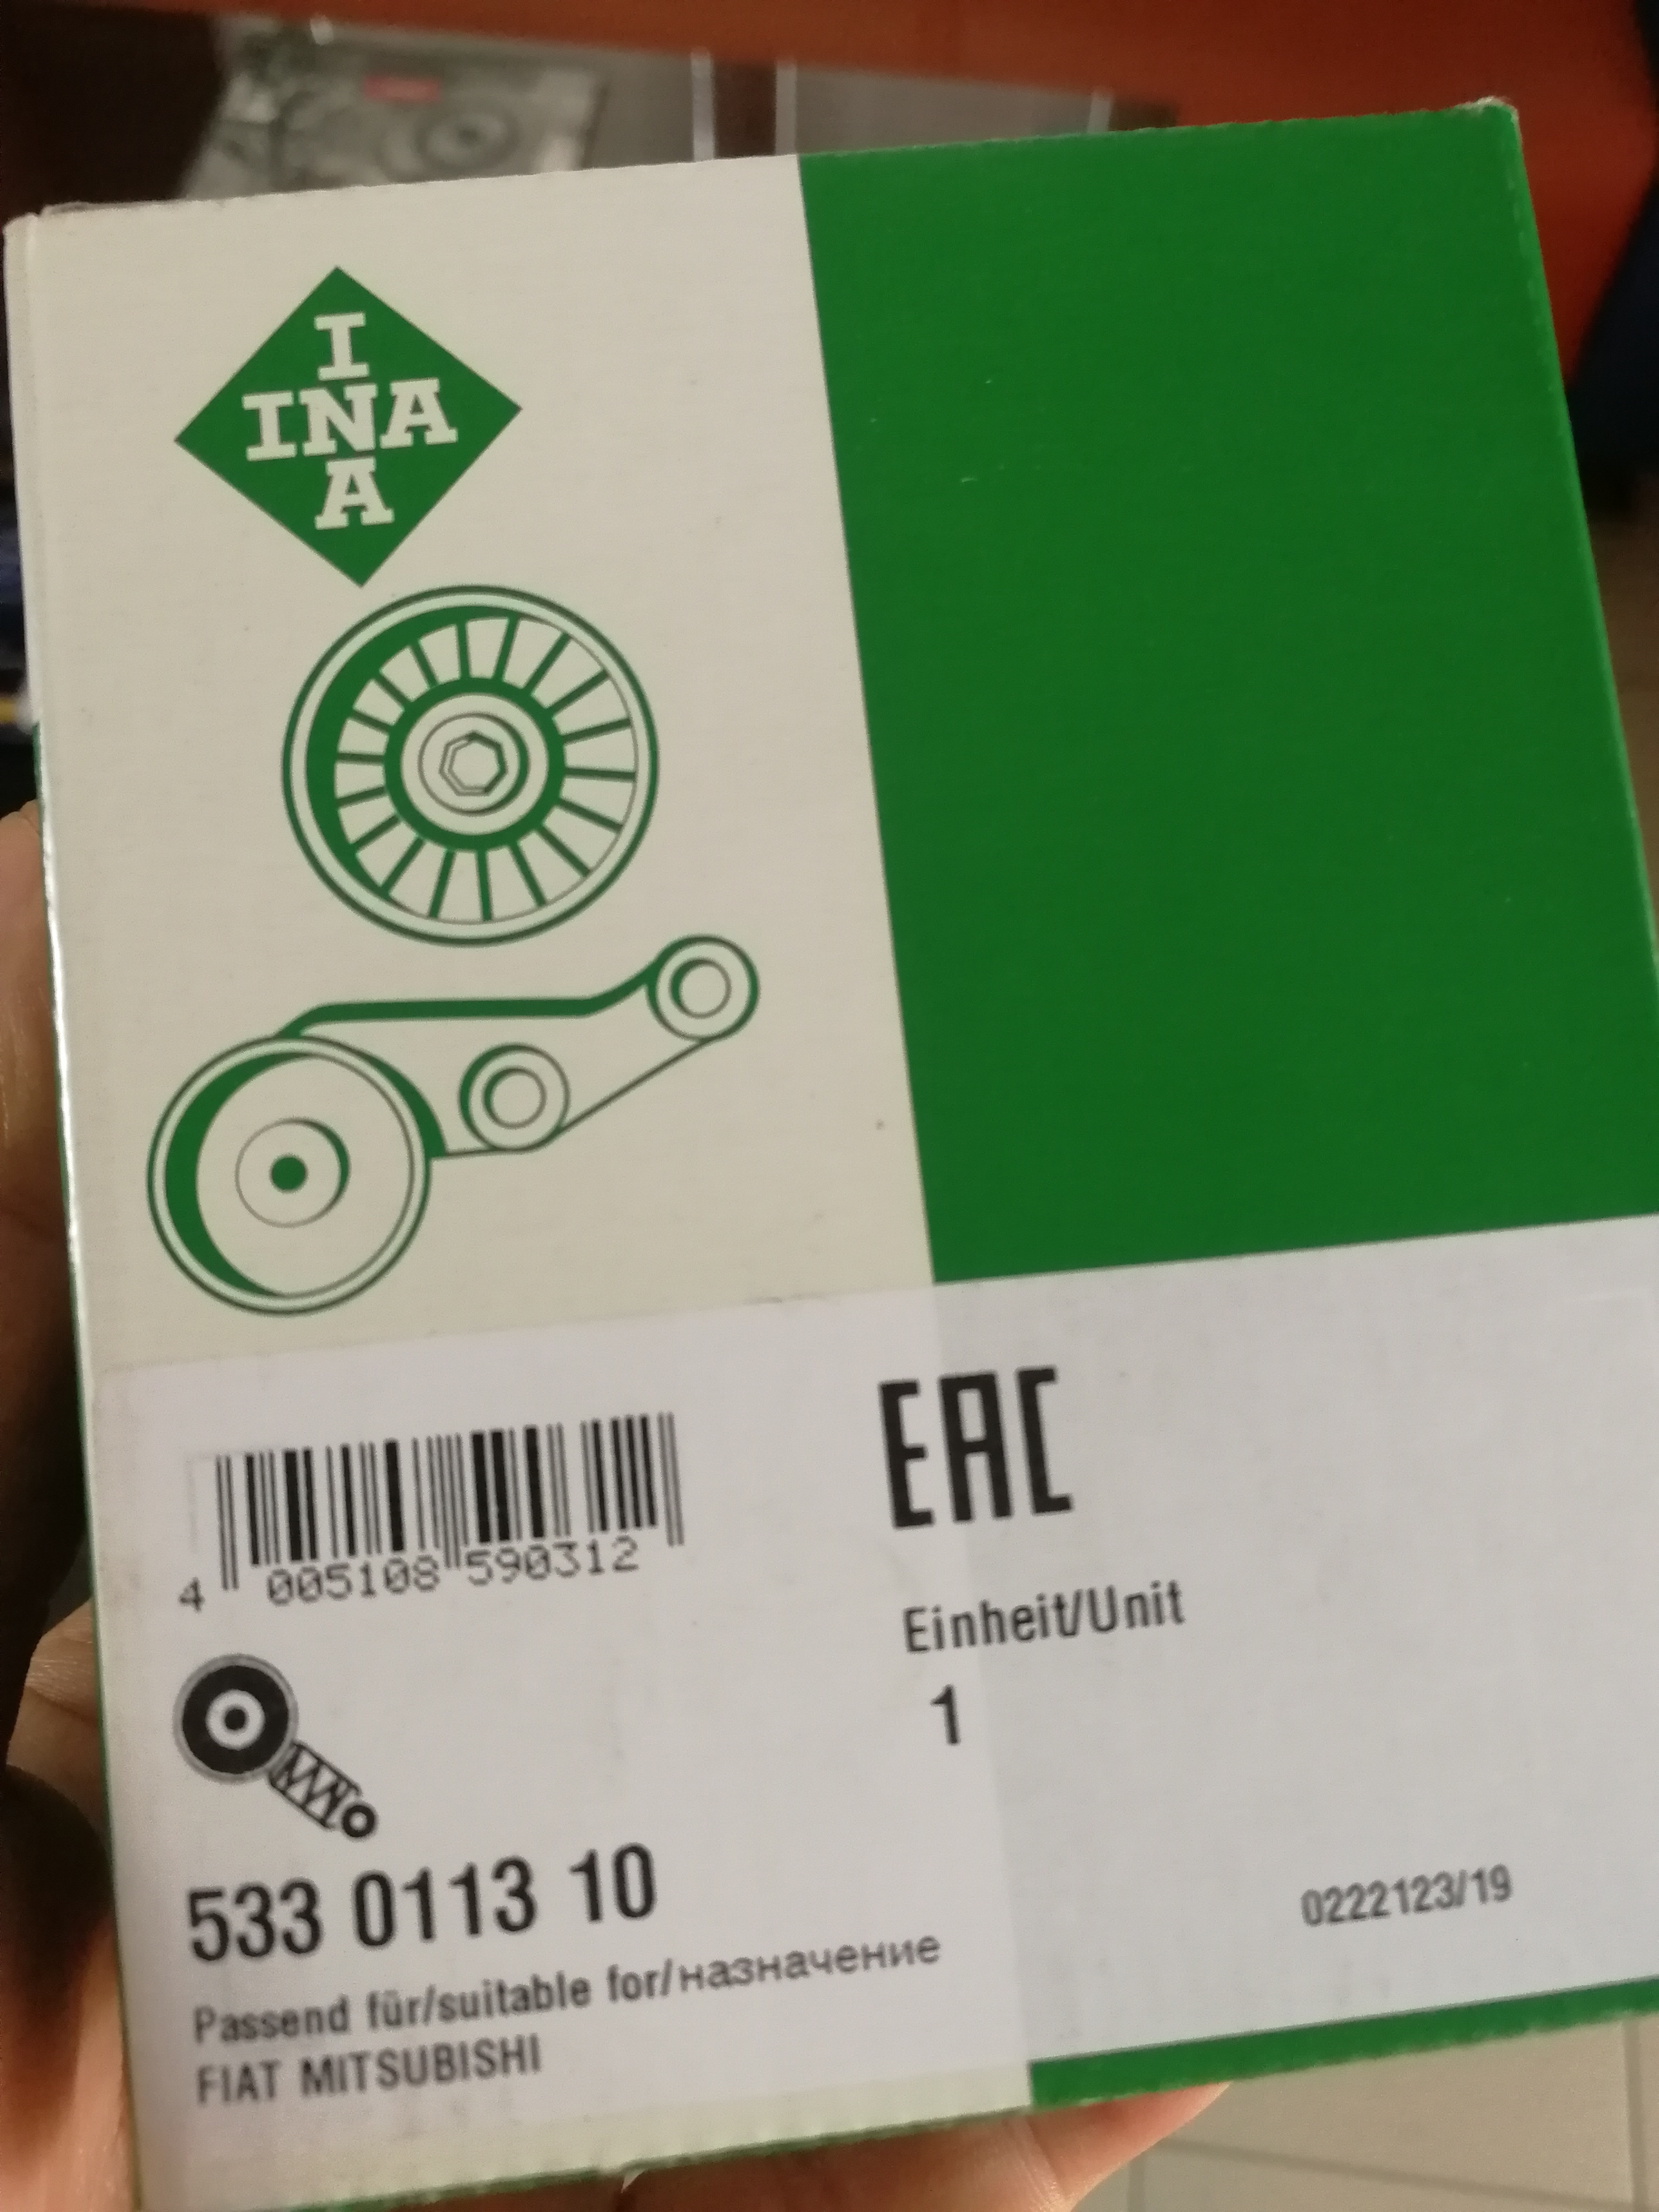 I
INA
A
EAC
4 005108 590312
Einheit/Unit
1
533 0113 10
0222123/19
Passend für/suitable for/назначение
FIAT MITSUBISHI